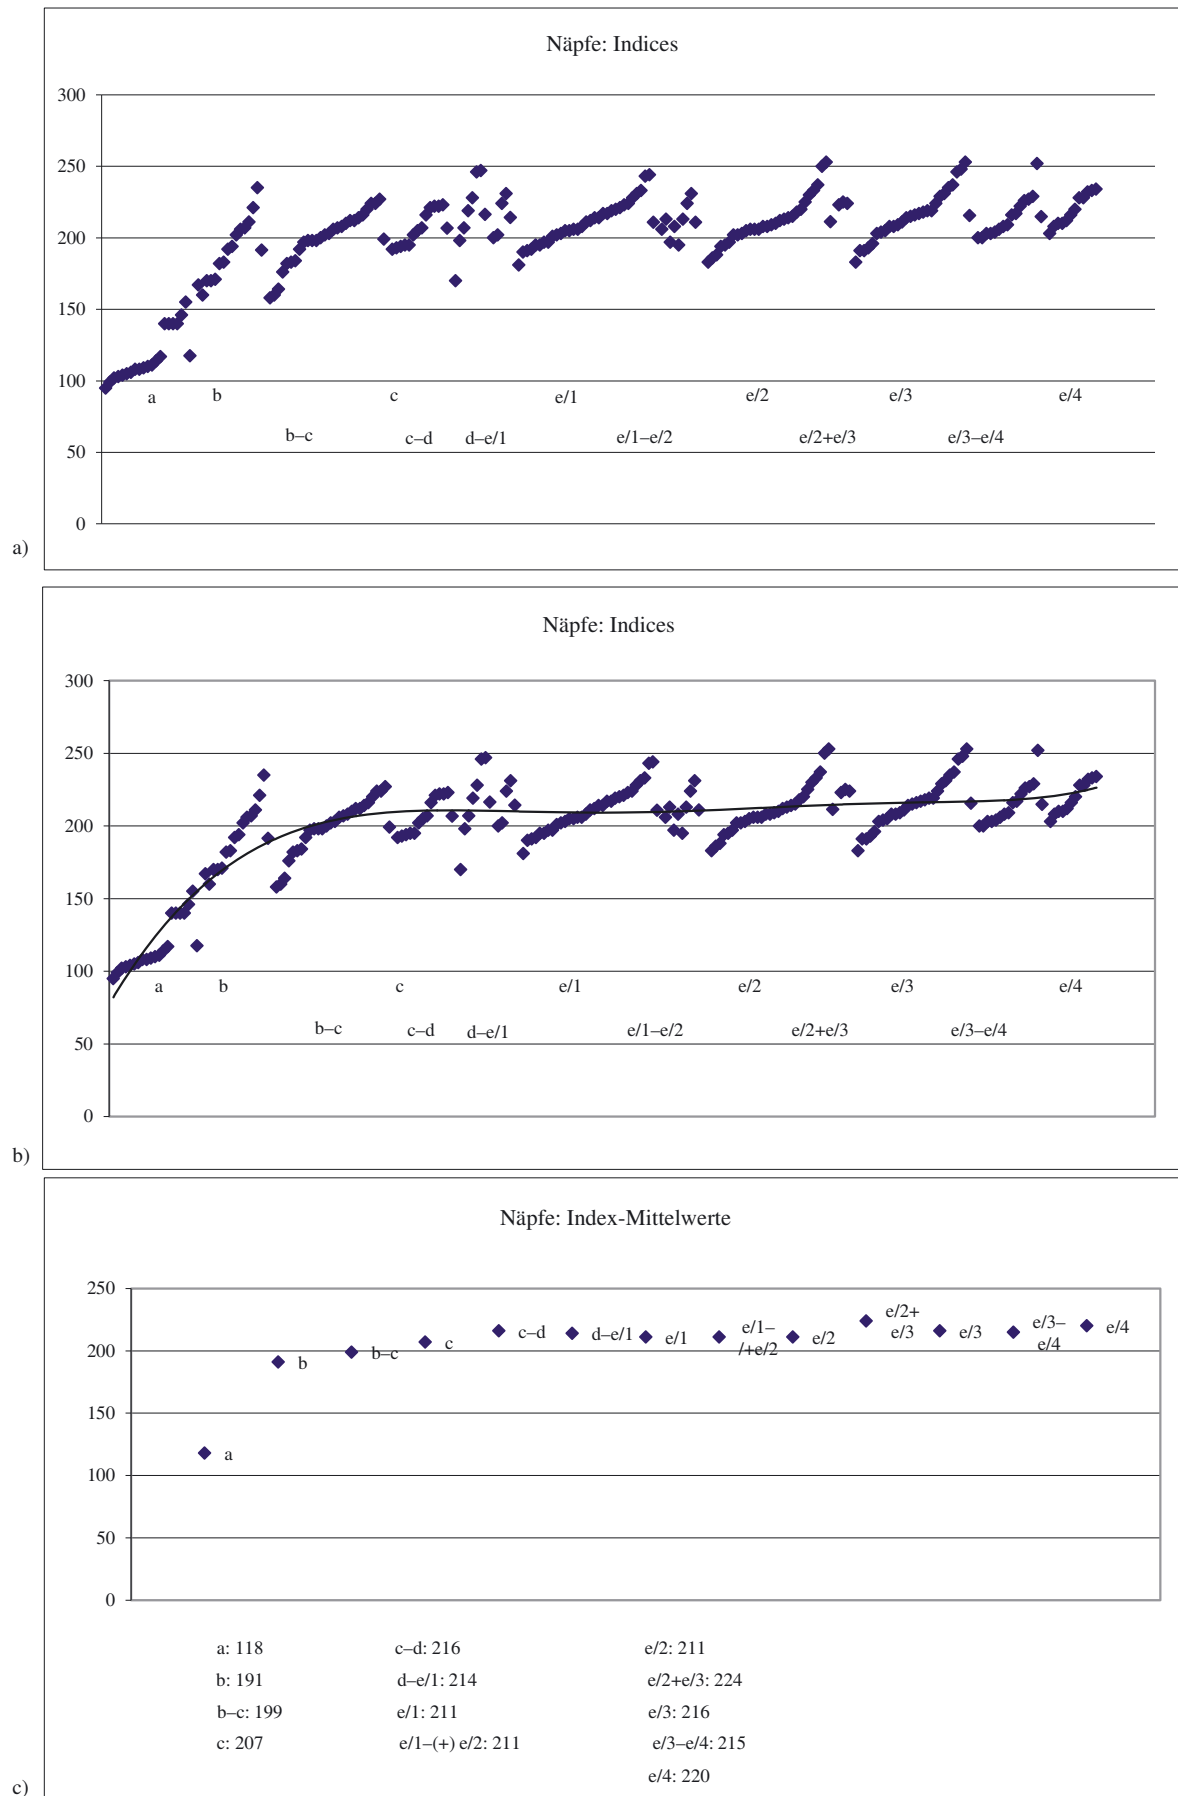 Näpfe: Indices
300
250
200
150
100
a b c e/1 e/2 e/3 e/4
b–c c–d d–e/1 e/1–e/2 e/2+e/3 e/3–e/4
50
0
a)
Näpfe: Indices
300
250
200
150
100
a b c e/1 e/2 e/3 e/4
b–c c–d d–e/1 e/1–e/2 e/2+e/3 e/3–e/4
50
0
b)
Näpfe: Index-Mittelwerte
250
200
150
100
50
0
a
b
b–c
c
c–d
d–e/1
e/1
e/1–
/+e/2
e/2
e/2+
e/3
e/3
e/3–
e/4
e/4
a: 118 c–d: 216 e/2: 211
b: 191 d–e/1: 214 e/2+e/3: 224
b–c: 199 e/1: 211 e/3: 216
c: 207 e/1–(+) e/2: 211 e/3–e/4: 215
e/4: 220
c)